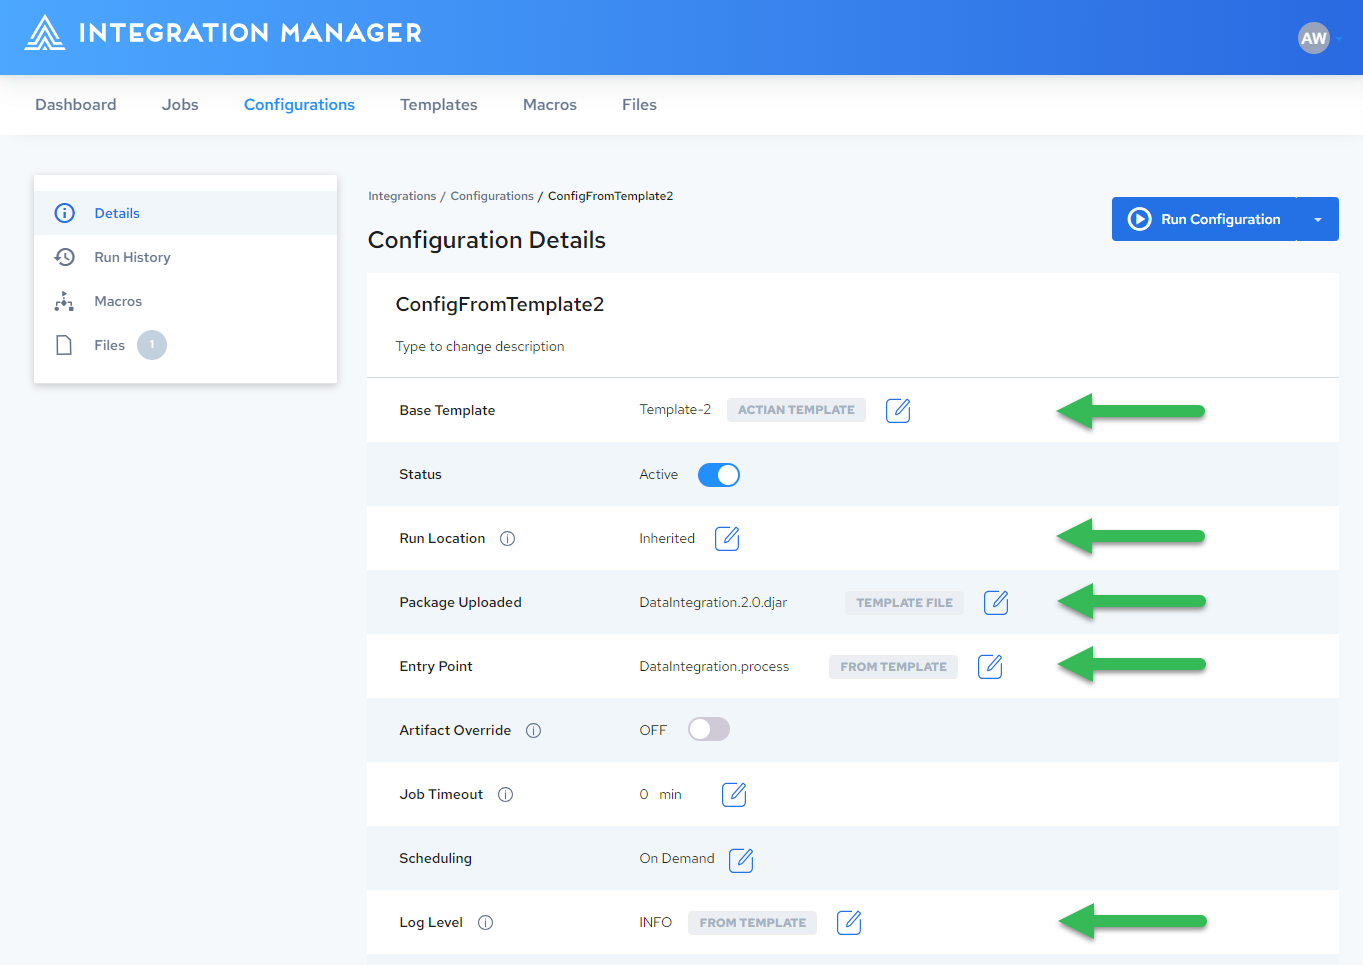 INTEGRATION MANAGER
AW
Dashboard Jobs Configurations Templates Macros Files
Details
Run History
Macros
Files 1
Integrations / Configurations / ConfigFromTemplate2
Run Configuration
Configuration Details
ConfigFromTemplate2
Type to change description
Base Template Template-2 ACTIAN TEMPLATE
Status Active
Run Location Inherited
Package Uploaded DataIntegration.2.0.djar TEMPLATE FILE
Entry Point DataIntegration.process FROM TEMPLATE
Artifact Override OFF
Job Timeout 0 min
Scheduling On Demand
Log Level INFO FROM TEMPLATE